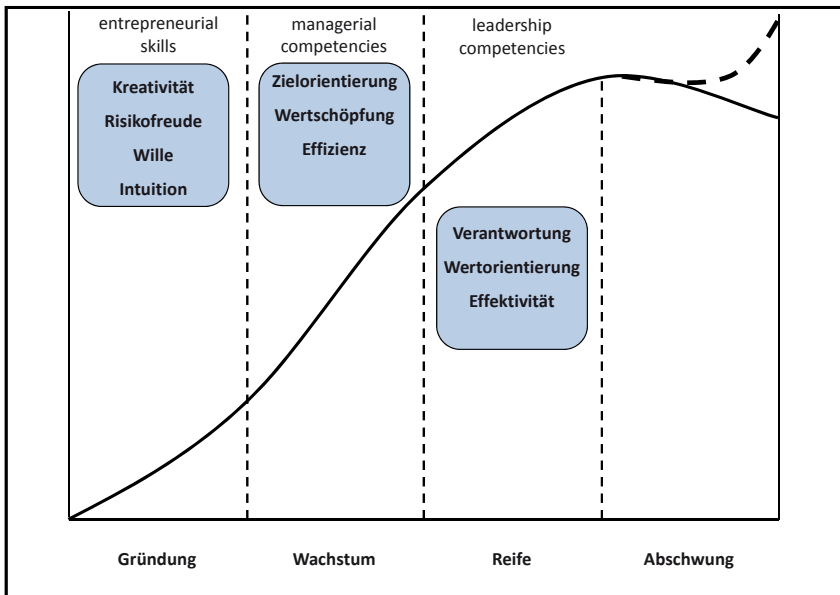 entrepreneurial
skills
Kreativität
Risikofreude
Wille
Intuition
managerial
competencies
Zielorientierung
Wertschöpfung
Effizienz
leadership
competencies
Verantwortung
Wertorientierung
Effektivität
Gründung
Wachstum
Reife
Abschwung